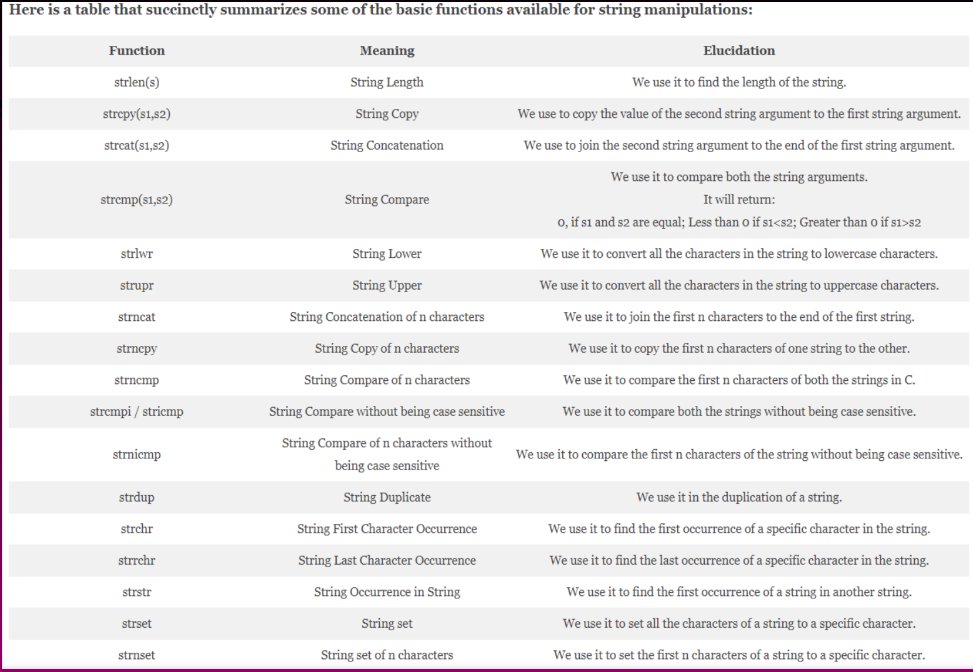 Here is a table that succinctly summarizes some of the basic functions available for string manipulations:
Function Meaning Elucidation
strlen(s) String Length We use it to find the length of the string.
strcpy(s1,s2) String Copy We use to copy the value of the second string argument to the first string argument.
strcat(s1,s2) String Concatenation We use to join the second string argument to the end of the first string argument.
We use it to compare both the string arguments.
strcmp(s1,s2) String Compare It will return:
0, if s1 and s2 are equal; Less than 0 if s1<s2; Greater than 0 if s1>s2
strlwr String Lower We use it to convert all the characters in the string to lowercase characters.
strupr String Upper We use it to convert all the characters in the string to uppercase characters.
strncat String Concatenation of n characters We use it to join the first n characters to the end of the first string.
strncpy String Copy of n characters We use it to copy the first n characters of one string to the other.
strncmp String Compare of n characters We use it to compare the first n characters of both the strings in C.
strcmpi / stricmp String Compare without being case sensitive We use it to compare both the strings without being case sensitive.
String Compare of n characters without
strnicmp We use it to compare the first n characters of the string without being case sensitive.
being case sensitive
strdup String Duplicate We use it in the duplication of a string.
strchr String First Character Occurrence We use it to find the first occurrence of a specific character in the string.
strrchr String Last Character Occurrence We use it to find the last occurrence of a specific character in the string.
strstr String Occurrence in String We use it to find the first occurrence of a string in another string.
strset String set We use it to set all the characters of a string to a specific character.
strnset String set of n characters We use it to set the first n characters of a string to a specific character.